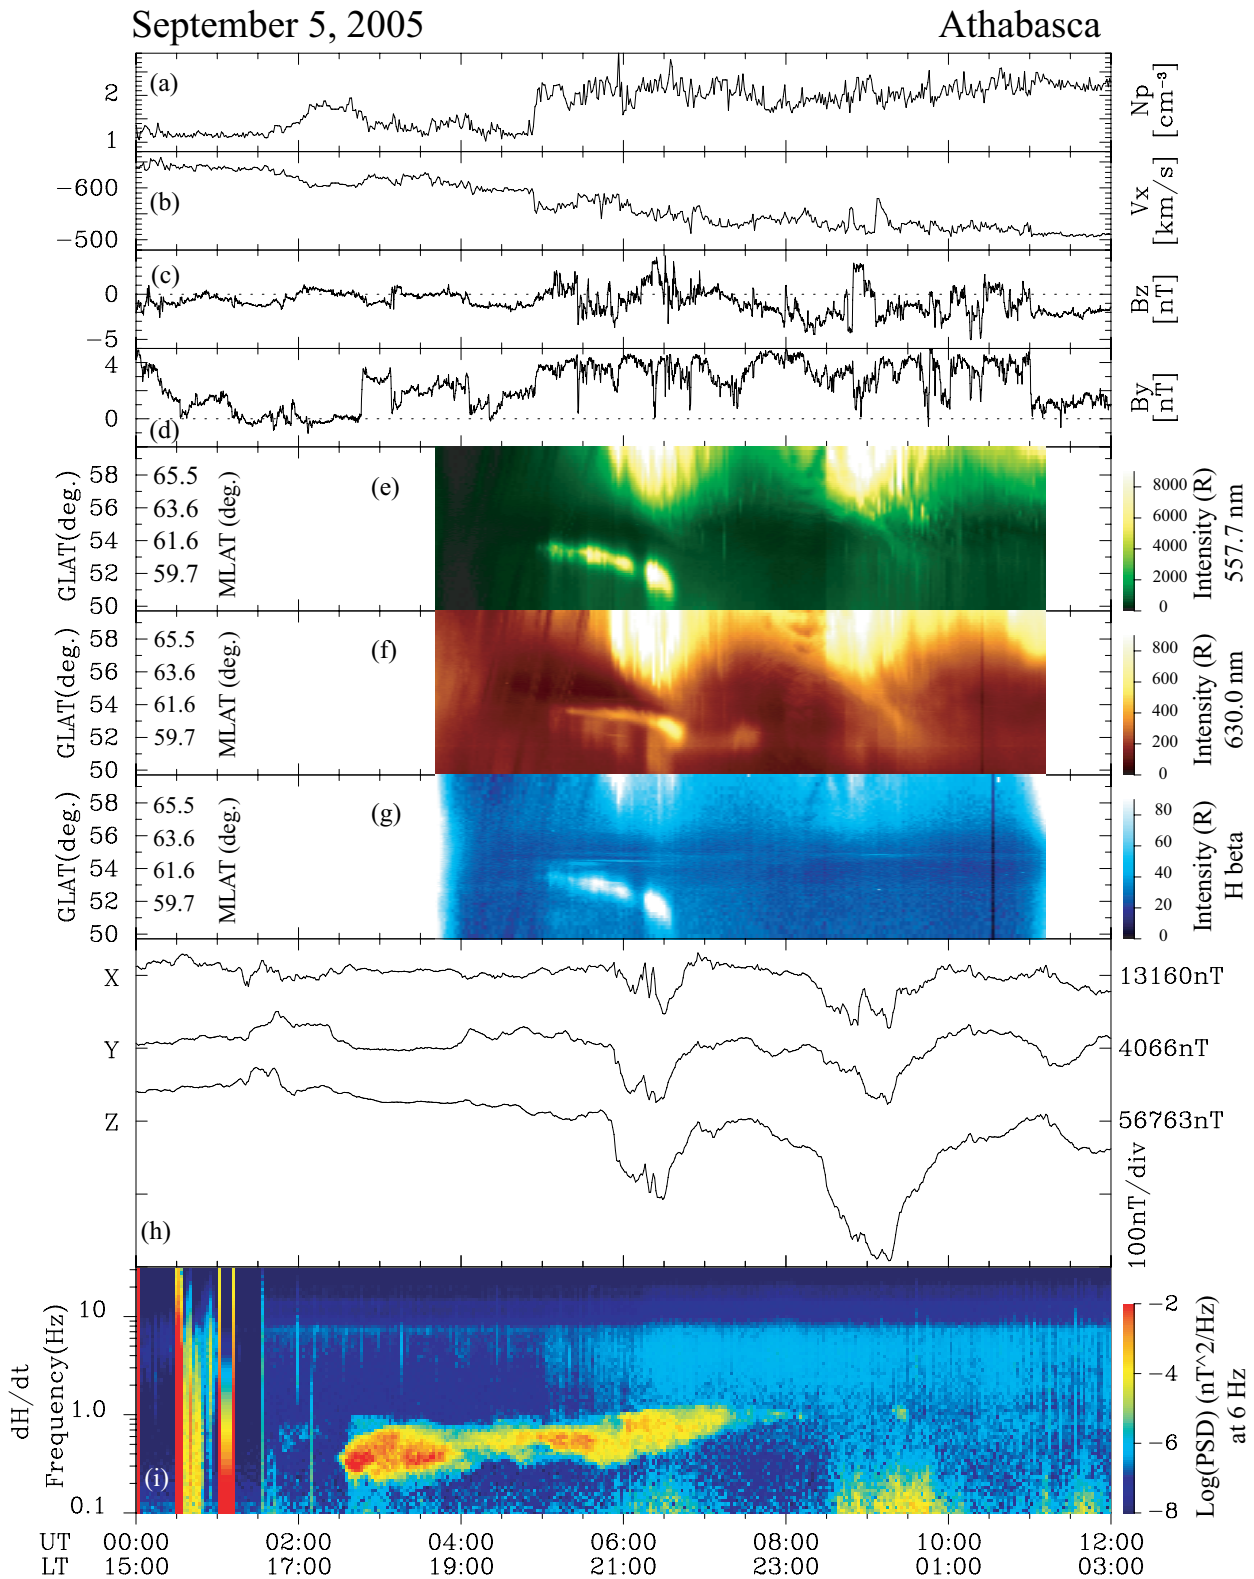 September 5, 2005 Athabasca
(a)
2
1
Np
[cm⁻³]
(b)
−600
−500
Vx
[km/s]
(c)
0
−5
Bz
[nT]
(d)
4
0
By
[nT]
(e)
GLAT(deg.)
58
56
54
52
50
65.5
63.6
61.6
59.7
MLAT (deg.)
8000
6000
4000
2000
0
Intensity (R)
557.7 nm
(f)
GLAT(deg.)
58
56
54
52
50
65.5
63.6
61.6
59.7
MLAT (deg.)
800
600
400
200
0
Intensity (R)
630.0 nm
(g)
GLAT(deg.)
58
56
54
52
50
65.5
63.6
61.6
59.7
MLAT (deg.)
80
60
40
20
0
Intensity (R)
H beta
X
13160nT
Y
4066nT
Z
56763nT
100nT/div
(h)
dH/dt
Frequency(Hz)
10
1.0
0.1
(i)
−2
−4
−6
−8
Log(PSD) (nT^2/Hz)
at 6 Hz
UT 00:00 02:00 04:00 06:00 08:00 10:00 12:00
LT 15:00 17:00 19:00 21:00 23:00 01:00 03:00